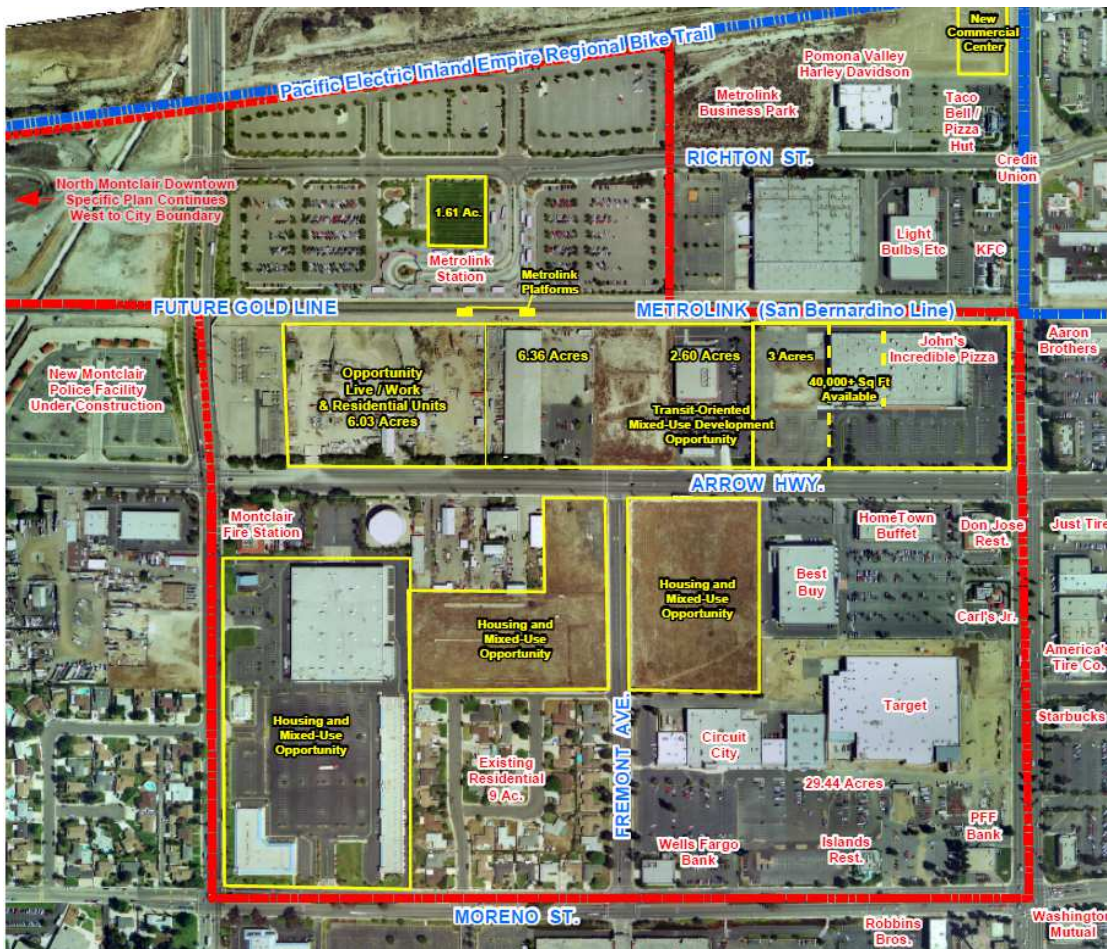 New
Commercial
Center
Pacific Electric Inland Empire Regional Bike Trail
Pomona Valley
Harley Davidson
Metrolink
Business Park
Taco
Bell /
Pizza
Hut
RICHTON ST.
Credit
Union
North Montclair Downtown
Specific Plan Continues
West to City Boundary
1.61 Ac.
Metrolink
Station
Light
Bulbs Etc
KFC
Metrolink
Platforms
FUTURE GOLD LINE
METROLINK (San Bernardino Line)
New Montclair
Police Facility
Under Construction
Opportunity
Live / Work
& Residential Units
6.03 Acres
6.36 Acres
2.60 Acres
Transit-Oriented
Mixed-Use Development
Opportunity
3 Acres
40,000+ Sq Ft
Available
John's
Incredible Pizza
Aaron
Brothers
ARROW HWY.
Montclair
Fire Station
HomeTown
Buffet
Don Jose
Rest.
Just Tire
Best
Buy
Carl's Jr.
Housing and
Mixed-Use
Opportunity
Housing and
Mixed-Use
Opportunity
America's
Tire Co.
Housing and
Mixed-Use
Opportunity
Existing
Residential
9 Ac.
FREMONT AVE.
Circuit
City
Target
Starbucks
29.44 Acres
Wells Fargo
Bank
Islands
Rest.
PFF
Bank
MORENO ST.
Robbins
Bros.
Washington
Mutual